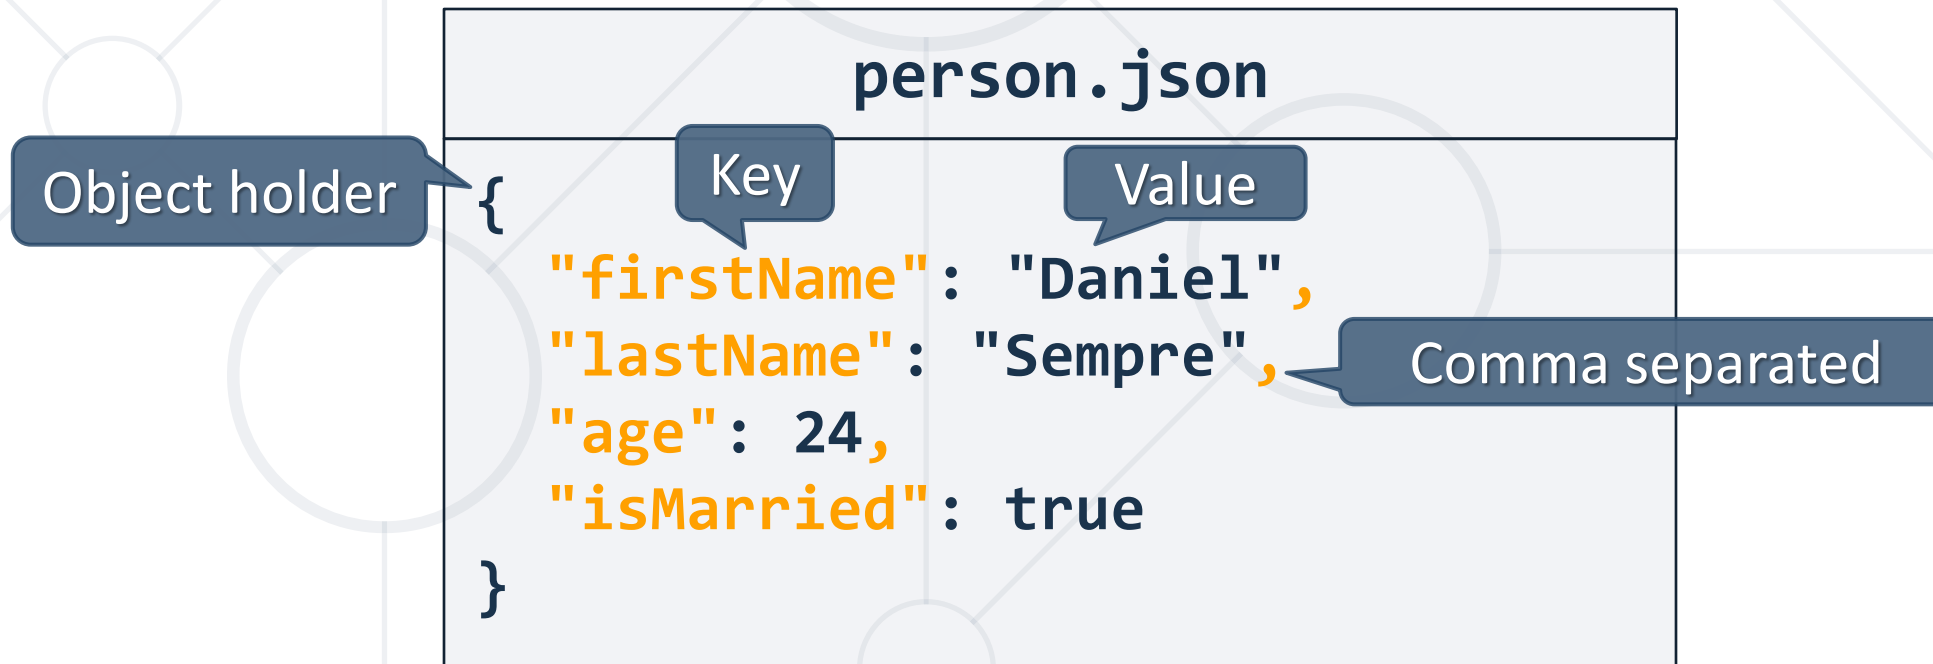 person.json
Object holder
Key
Value
{
"firstName": "Daniel",
"lastName": "Sempre",
Comma separated
"age": 24,
"isMarried": true
}